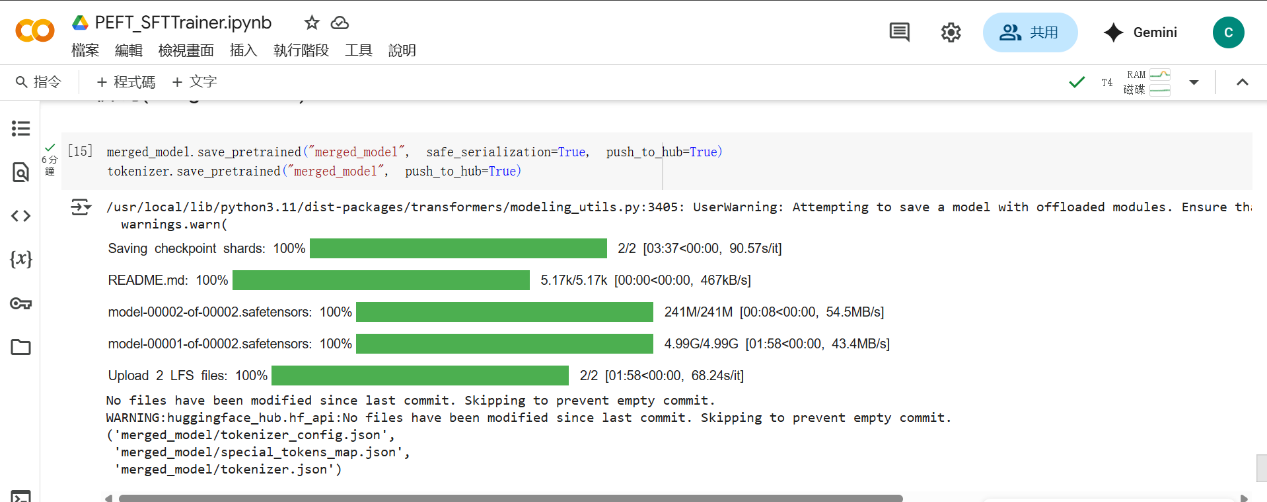 PEFT_SFTTrainer.ipynb
檔案 編輯 檢視畫面 插入 執行階段 工具 說明
共用
Gemini
C
指令 + 程式碼 + 文字
T4 RAM 磁碟
6 分鐘
[15] merged_model.save_pretrained("merged_model", safe_serialization=True, push_to_hub=True)
tokenizer.save_pretrained("merged_model", push_to_hub=True)
/usr/local/lib/python3.11/dist-packages/transformers/modeling_utils.py:3405: UserWarning: Attempting to save a model with offloaded modules. Ensure tha
warnings.warn(
Saving checkpoint shards: 100% 2/2 [03:37<00:00, 90.57s/it]
README.md: 100% 5.17k/5.17k [00:00<00:00, 467kB/s]
model-00002-of-00002.safetensors: 100% 241M/241M [00:08<00:00, 54.5MB/s]
model-00001-of-00002.safetensors: 100% 4.99G/4.99G [01:58<00:00, 43.4MB/s]
Upload 2 LFS files: 100% 2/2 [01:58<00:00, 68.24s/it]
No files have been modified since last commit. Skipping to prevent empty commit.
WARNING:huggingface_hub.hf_api:No files have been modified since last commit. Skipping to prevent empty commit.
('merged_model/tokenizer_config.json',
'merged_model/special_tokens_map.json',
'merged_model/tokenizer.json')